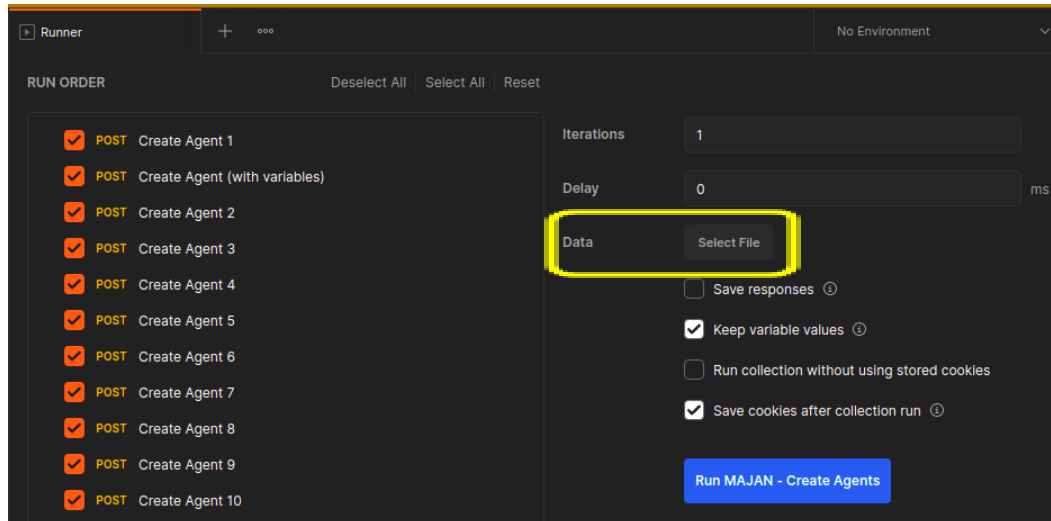 Runner
No Environment
RUN ORDER
Deselect All
Select All
Reset
POST Create Agent 1
POST Create Agent (with variables)
POST Create Agent 2
POST Create Agent 3
POST Create Agent 4
POST Create Agent 5
POST Create Agent 6
POST Create Agent 7
POST Create Agent 8
POST Create Agent 9
POST Create Agent 10
Iterations 1
Delay 0 ms
Data Select File
Save responses
Keep variable values
Run collection without using stored cookies
Save cookies after collection run
Run MAJAN - Create Agents